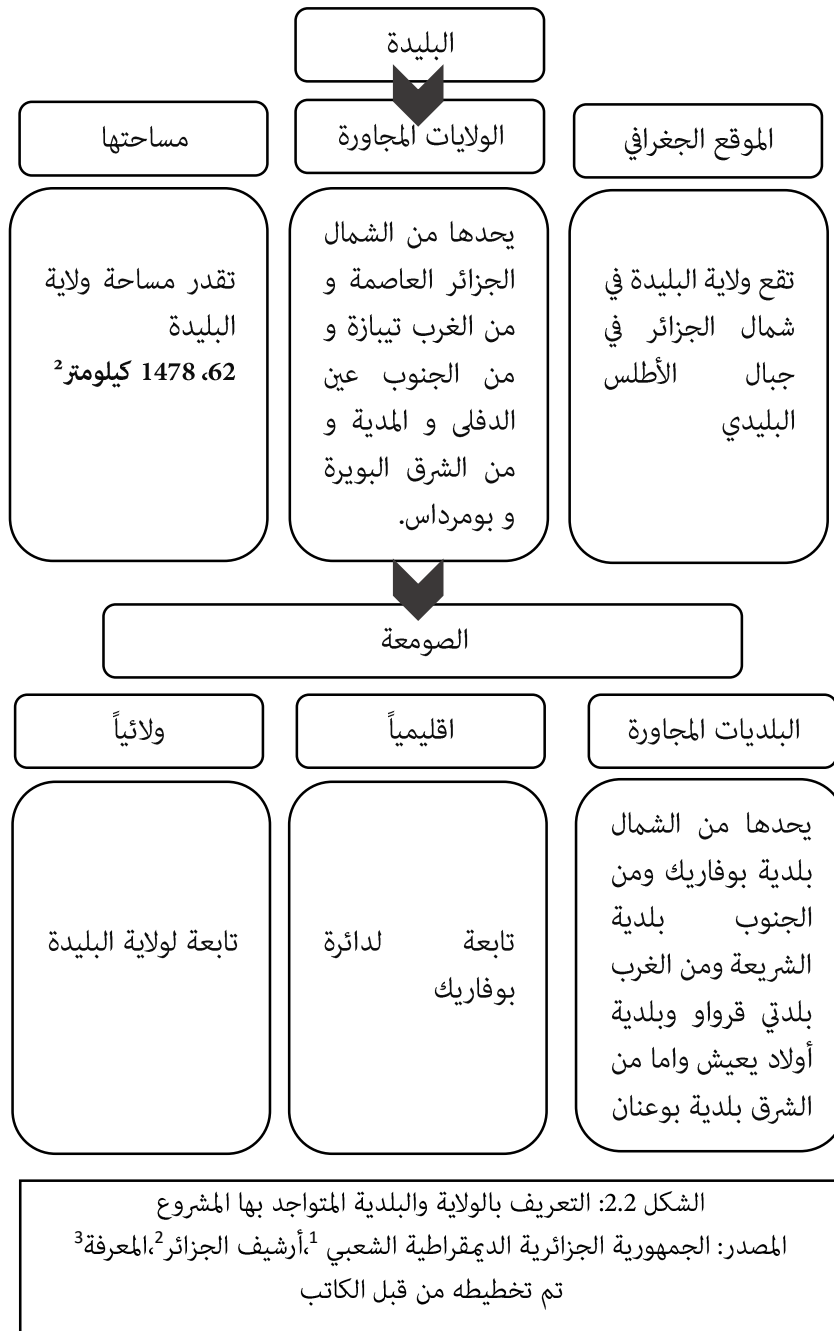 البليدة
الموقع الجغرافي
الولايات المجاورة
مساحتها
تقع ولاية البليدة في
شمال الجزائر في
جبال الأطلس
البليدي
يحدها من الشمال
الجزائر العاصمة و
من الغرب تيبازة و
من الجنوب عين
الدفلى و المدية و
من الشرق البويرة
و بومرداس.
تقدر مساحة ولاية
البليدة
62، 1478 كيلومتر²
الصومعة
البلديات المجاورة
اقليمياً
ولائياً
يحدها من الشمال
بلدية بوفاريك ومن
الجنوب بلدية
الشريعة ومن الغرب
بلدتي قرواو وبلدية
أولاد يعيش واما من
الشرق بلدية بوعنان
تابعة لدائرة
بوفاريك
تابعة لولاية البليدة
الشكل 2.2: التعريف بالولاية والبلدية المتواجد بها المشروع
المصدر: الجمهورية الجزائرية الديمقراطية الشعبي ¹،أرشيف الجزائر²،المعرفة³
تم تخطيطه من قبل الكاتب